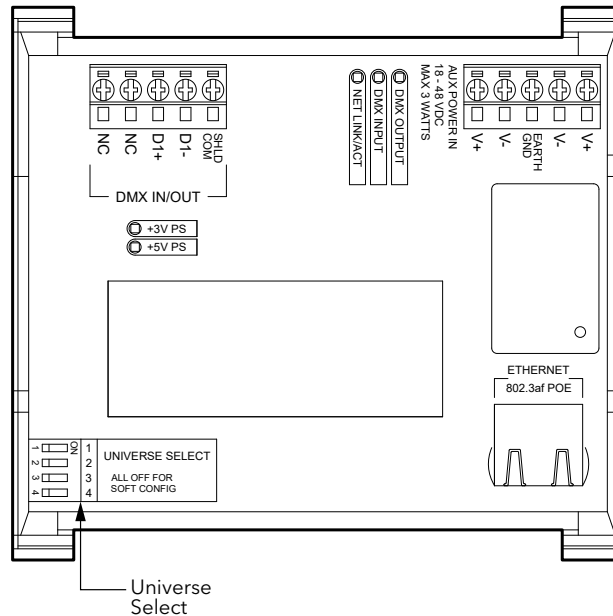 NC
NC
D1+
D1-
SHLD
COM
DMX IN/OUT
+3V PS
+5V PS
NET LINK/ACT
DMX INPUT
DMX OUTPUT
AUX POWER IN
18 - 48 VDC
MAX 3 WATTS
V+
V-
EARTH
GND
V-
V+
ETHERNET
802.3af POE
1
2
3
4
ON
1
2
3
4
UNIVERSE SELECT
ALL OFF FOR
SOFT CONFIG
Universe
Select